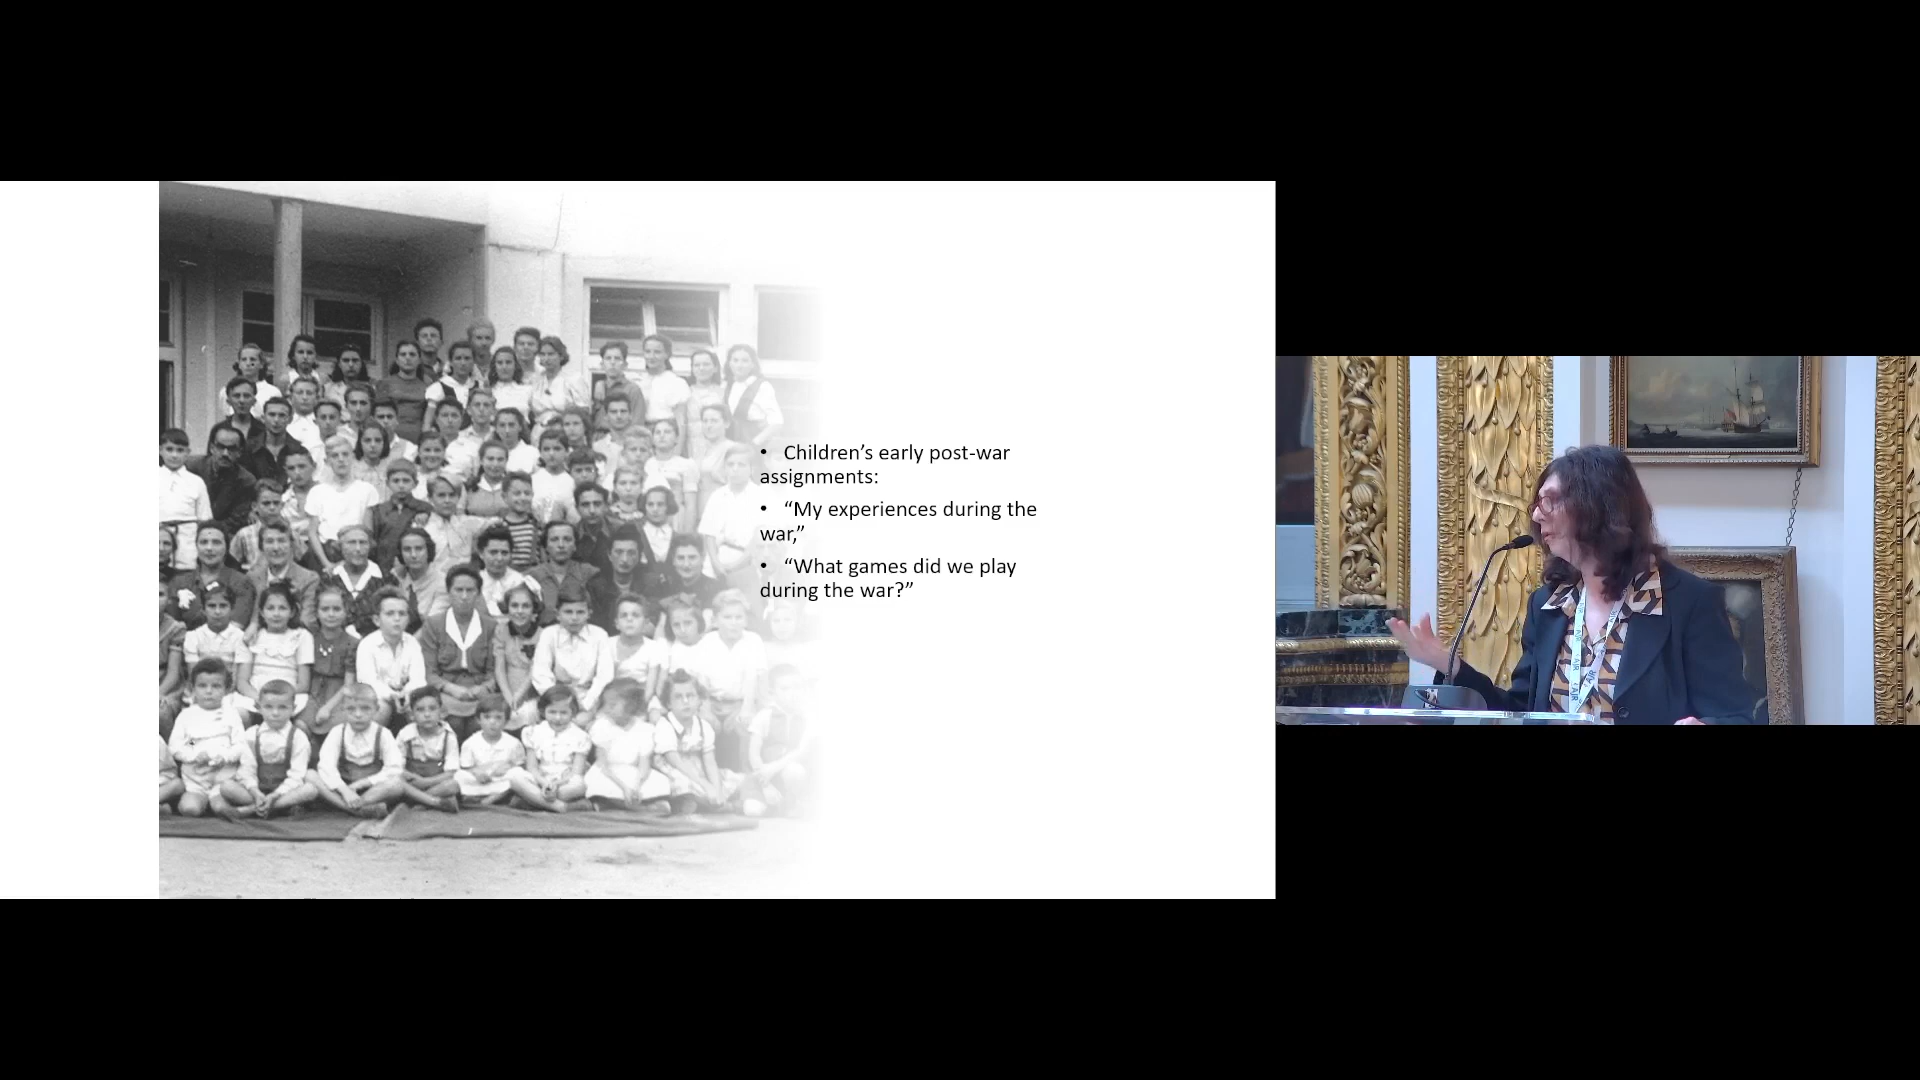 • Children’s early post-war
assignments:
• “My experiences during the
war,”
• “What games did we play
during the war?”